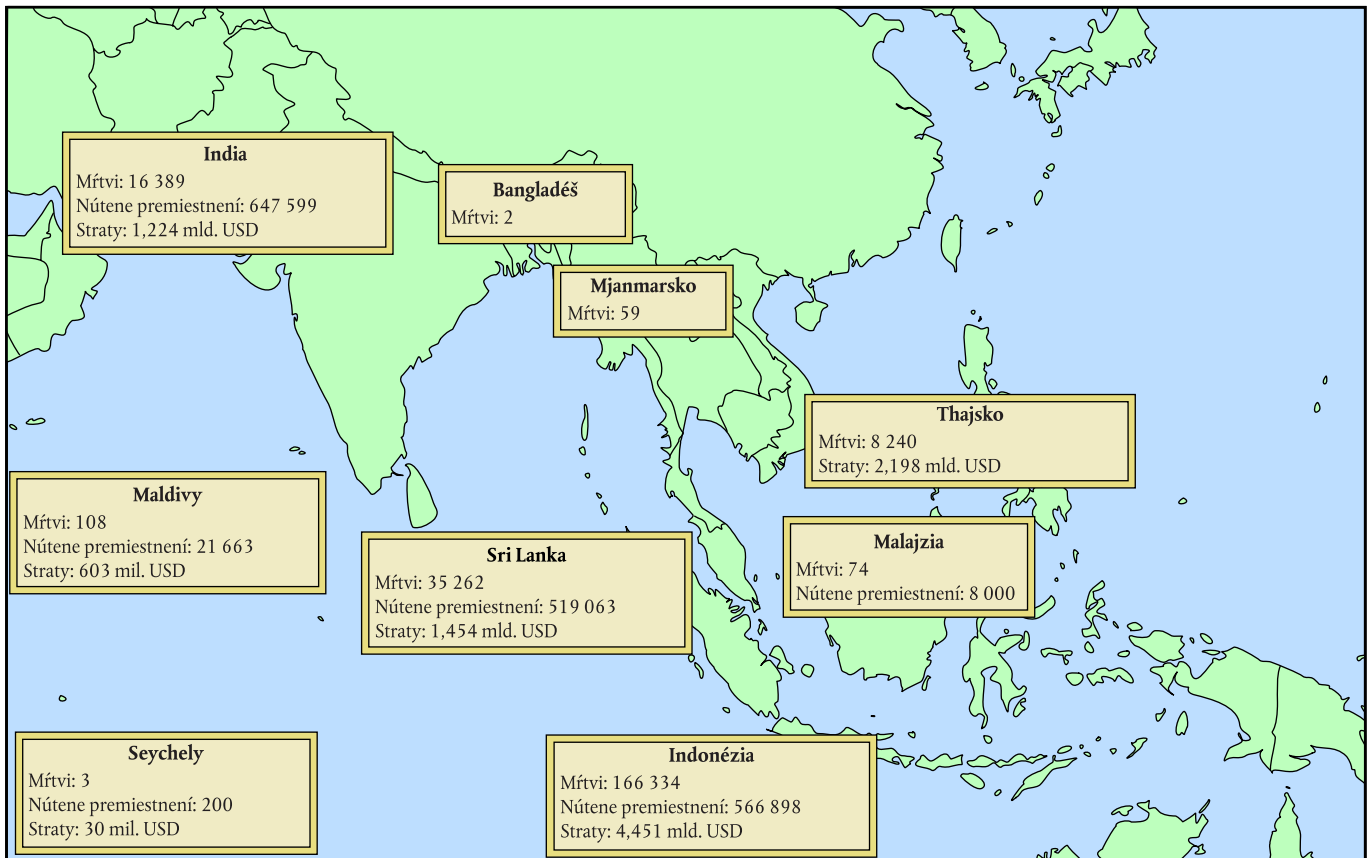 India
Mŕtvi: 16 389
Nútene premiestnení: 647 599
Straty: 1,224 mld. USD
Bangladéš
Mŕtvi: 2
Mjanmarsko
Mŕtvi: 59
Thajsko
Mŕtvi: 8 240
Straty: 2,198 mld. USD
Maldivy
Mŕtvi: 108
Nútene premiestnení: 21 663
Straty: 603 mil. USD
Sri Lanka
Mŕtvi: 35 262
Nútene premiestnení: 519 063
Straty: 1,454 mld. USD
Malajzia
Mŕtvi: 74
Nútene premiestnení: 8 000
Seychely
Mŕtvi: 3
Nútene premiestnení: 200
Straty: 30 mil. USD
Indonézia
Mŕtvi: 166 334
Nútene premiestnení: 566 898
Straty: 4,451 mld. USD